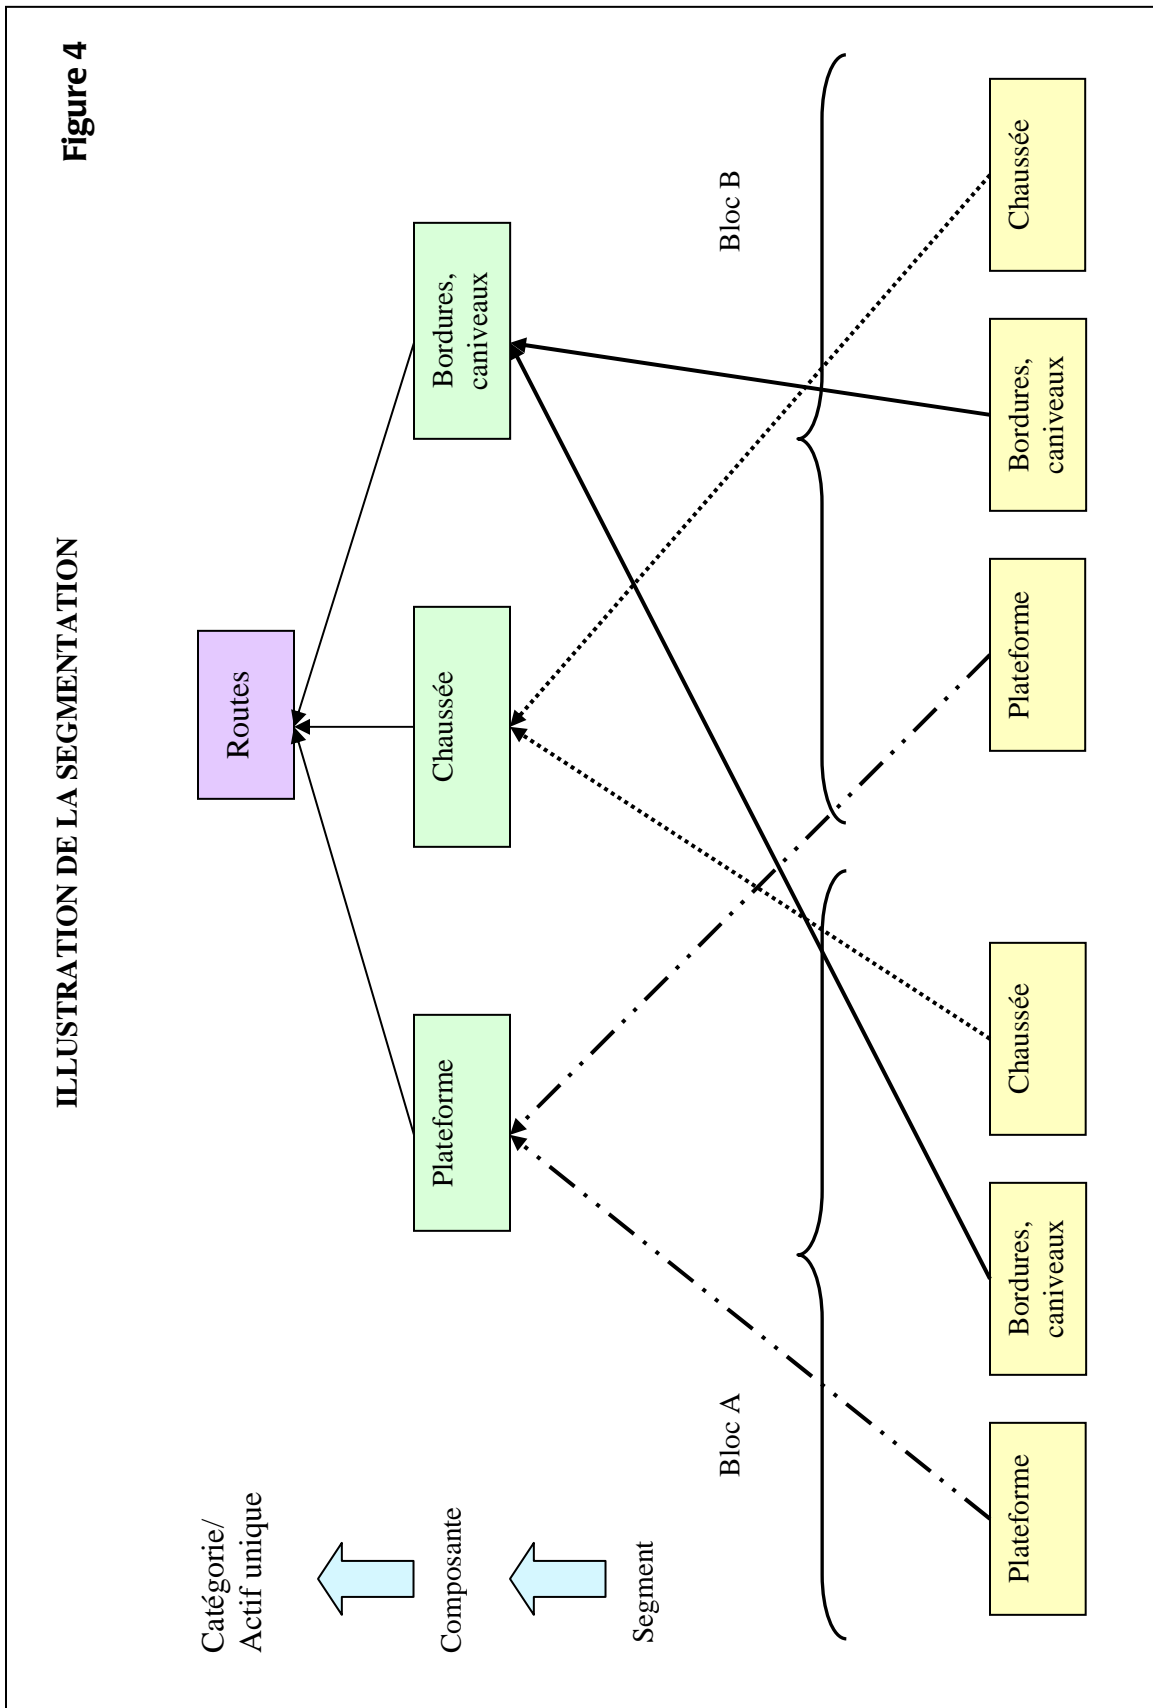 Figure 4
ILLUSTRATION DE LA SEGMENTATION
Catégorie/
Actif unique
Routes
Composante
Plateforme
Chaussée
Bordures,
caniveaux
Segment
Bloc A
Bloc B
Plateforme
Bordures,
caniveaux
Chaussée
Plateforme
Bordures,
caniveaux
Chaussée